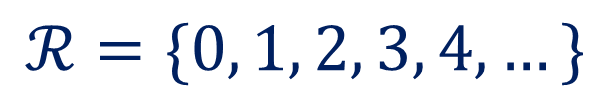 ℛ = {0, 1, 2, 3, 4, … }